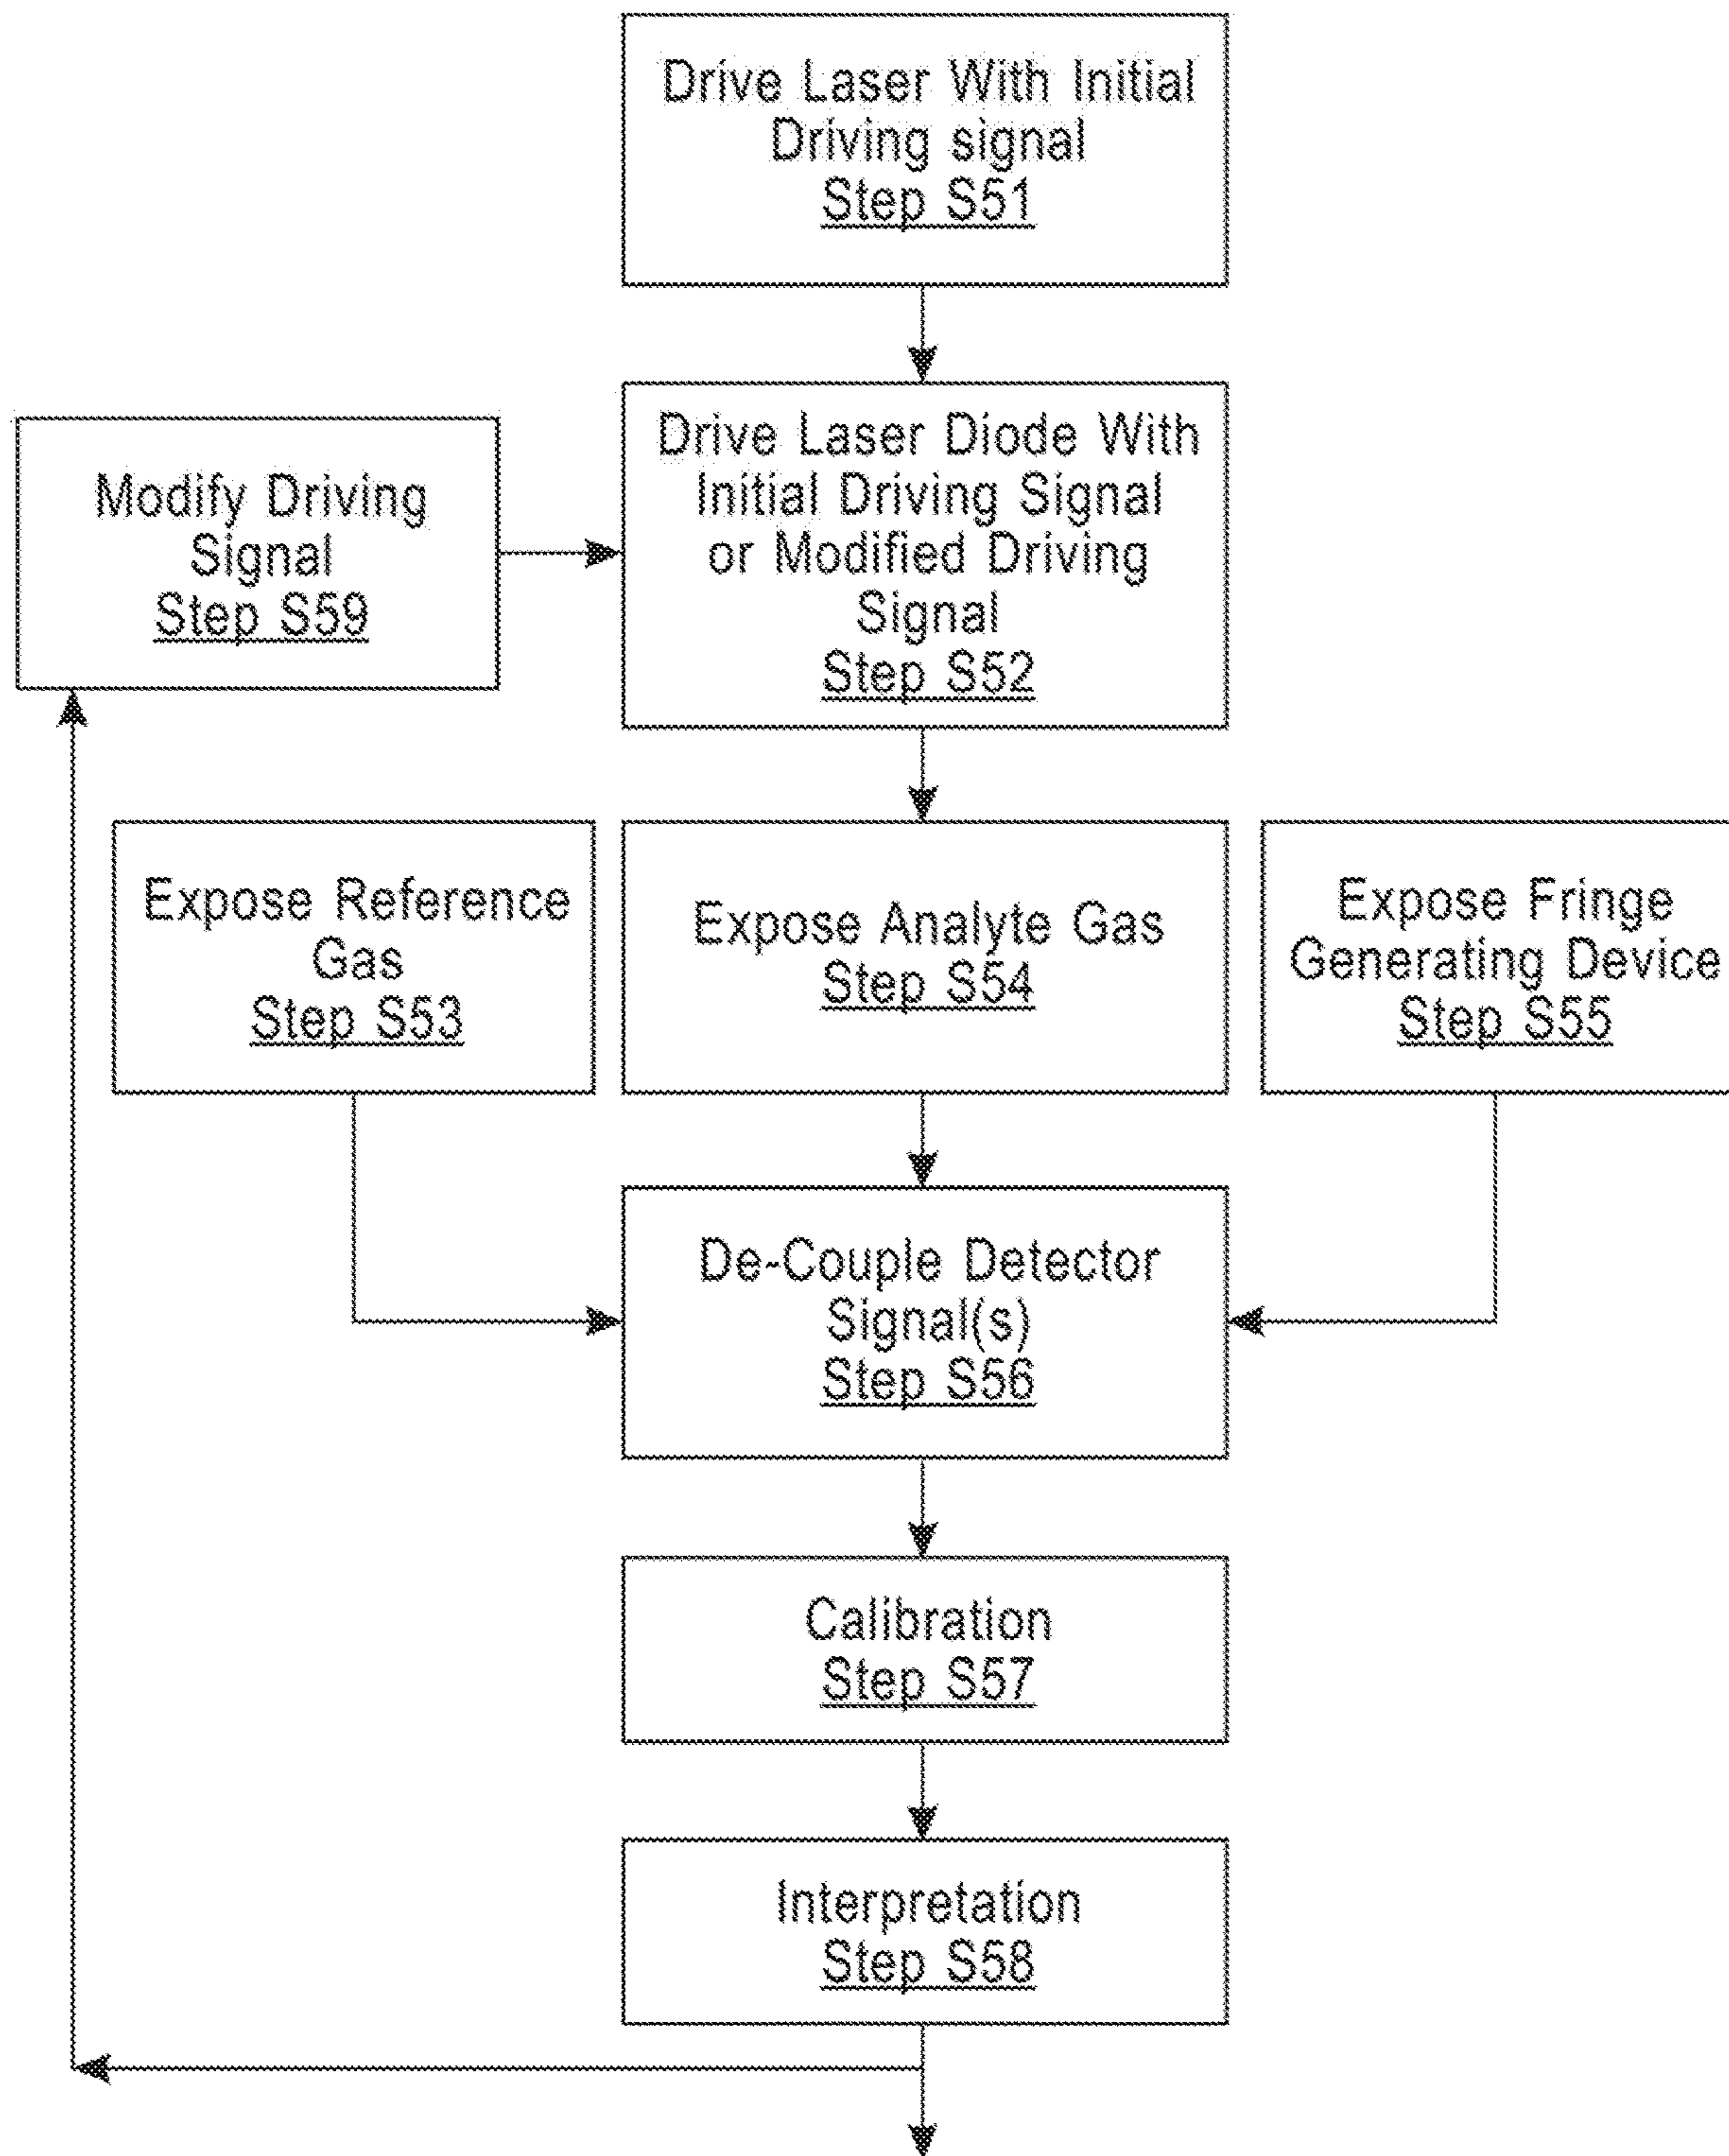 Drive Laser With Initial
Driving signal
Step S51
Modify Driving
Signal
Step S59
Drive Laser Diode With
Initial Driving Signal
or Modified Driving
Signal
Step S52
Expose Reference
Gas
Step S53
Expose Analyte Gas
Step S54
Expose Fringe
Generating Device
Step S55
De-Couple Detector
Signal(s)
Step S56
Calibration
Step S57
Interpretation
Step S58